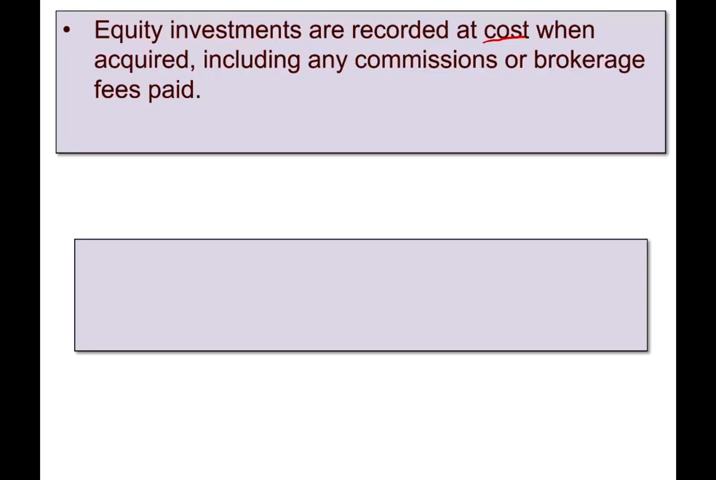 • Equity investments are recorded at cost when
acquired, including any commissions or brokerage
fees paid.